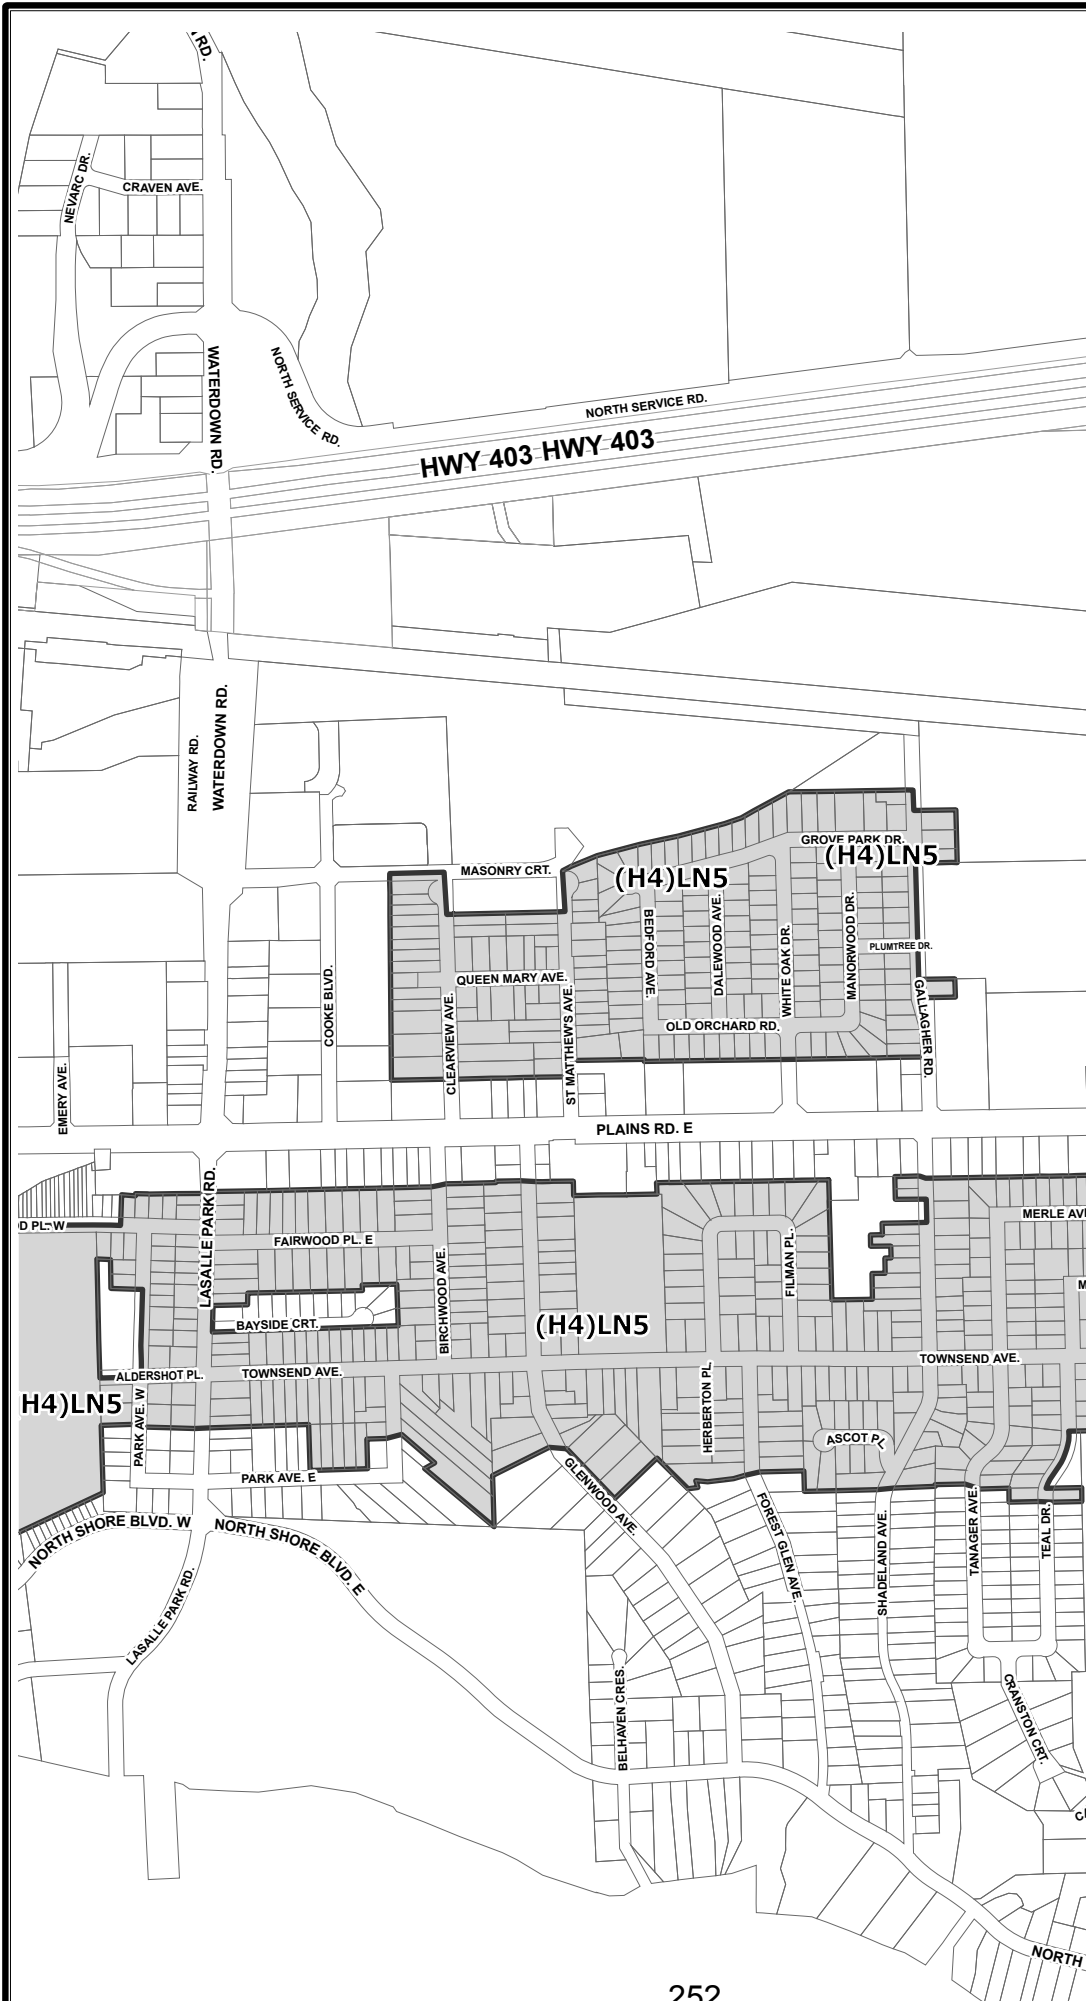 RD.
NEVARC DR.
CRAVEN AVE.
WATERDOWN RD.
NORTH SERVICE RD.
NORTH SERVICE RD.
HWY 403 HWY 403
RAILWAY RD.
WATERDOWN RD.
GROVE PARK DR.
(H4)LN5
(H4)LN5
MASONRY CRT.
BEDFORD AVE.
DALEWOOD AVE.
WHITE OAK DR.
MANORWOOD DR.
PLUMTREE DR.
QUEEN MARY AVE.
COOKE BLVD.
CLEARVIEW AVE.
ST MATTHEW'S AVE.
OLD ORCHARD RD.
GALLAGHER RD.
EMERY AVE.
PLAINS RD. E
LASALLE PARK RD.
OD PL. W
FAIRWOOD PL. E
BIRCHWOOD AVE.
FILMAN PL.
MERLE AV
M
BAYSIDE CRT.
(H4)LN5
ALDERSHOT PL.
TOWNSEND AVE.
TOWNSEND AVE.
H4)LN5
PARK AVE. W
HERBERTON PL.
ASCOT PL
PARK AVE. E
GLENWOOD AVE.
FOREST GLEN AVE.
SHADELAND AVE.
TANAGER AVE.
TEAL DR.
NORTH SHORE BLVD. W
NORTH SHORE BLVD. E
LASALLE PARK RD.
BELHAVEN CRES.
CRANSTON CRT.
NORTH
252